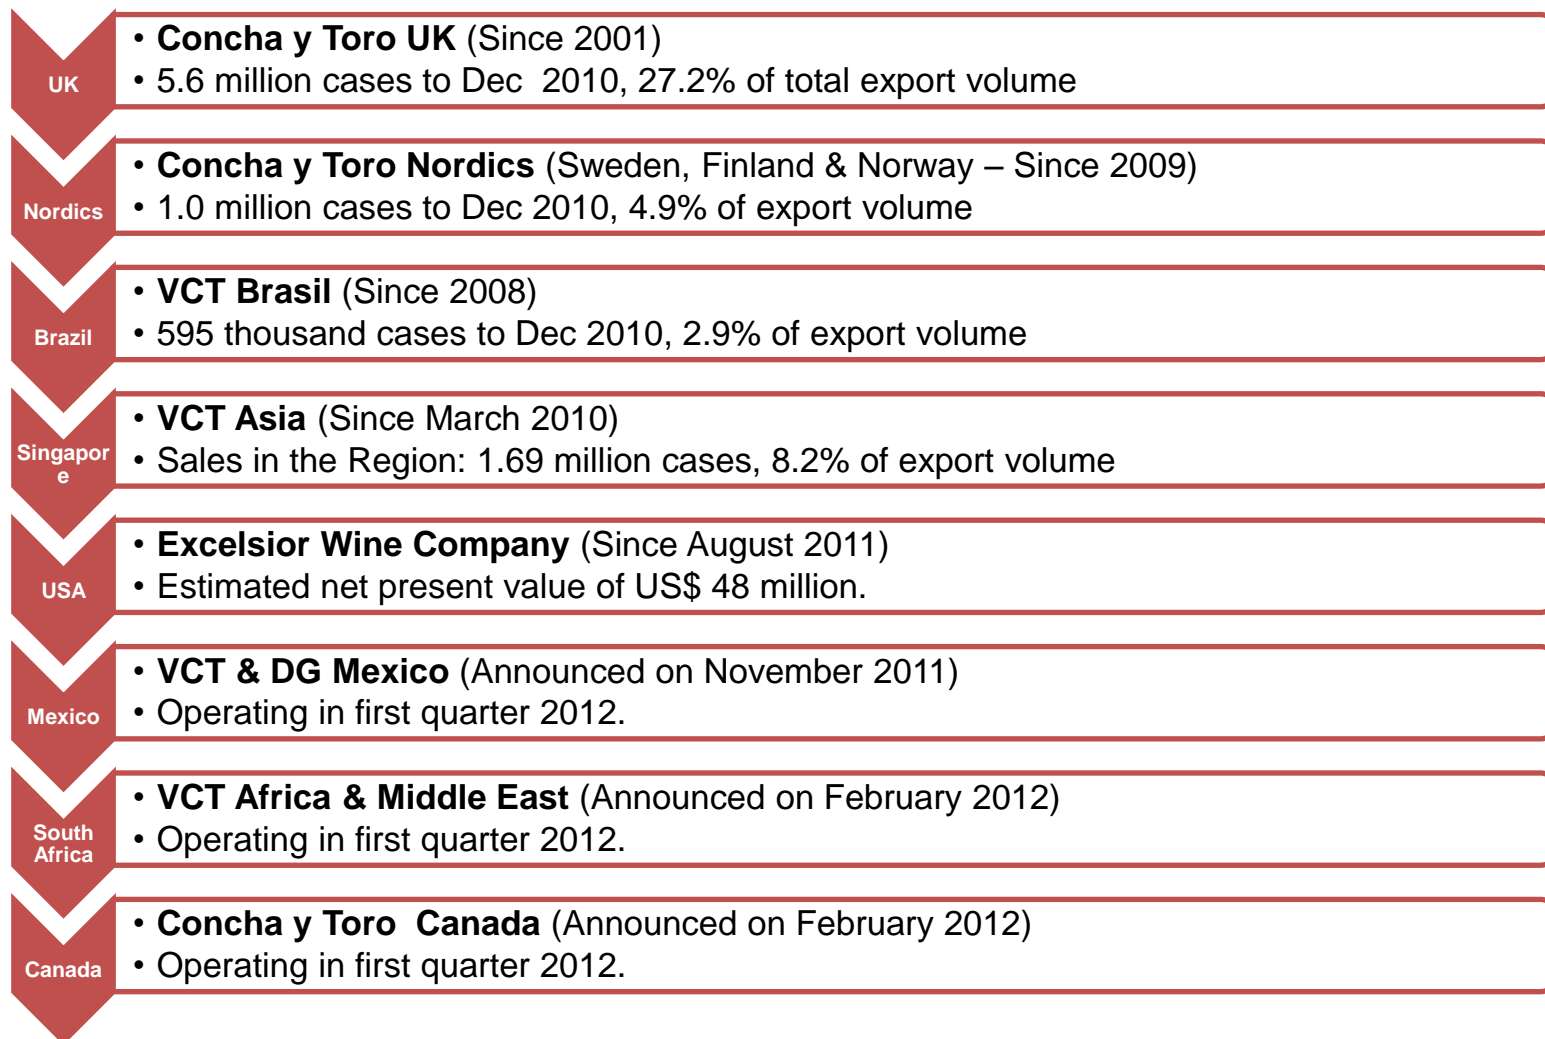 UK
• Concha y Toro UK (Since 2001)
• 5.6 million cases to Dec  2010, 27.2% of total export volume
Nordics
• Concha y Toro Nordics (Sweden, Finland & Norway – Since 2009)
• 1.0 million cases to Dec 2010, 4.9% of export volume
Brazil
• VCT Brasil (Since 2008)
• 595 thousand cases to Dec 2010, 2.9% of export volume
Singapor
e
• VCT Asia (Since March 2010)
• Sales in the Region: 1.69 million cases, 8.2% of export volume
USA
• Excelsior Wine Company (Since August 2011)
• Estimated net present value of US$ 48 million.
Mexico
• VCT & DG Mexico (Announced on November 2011)
• Operating in first quarter 2012.
South
Africa
• VCT Africa & Middle East (Announced on February 2012)
• Operating in first quarter 2012.
Canada
• Concha y Toro  Canada (Announced on February 2012)
• Operating in first quarter 2012.